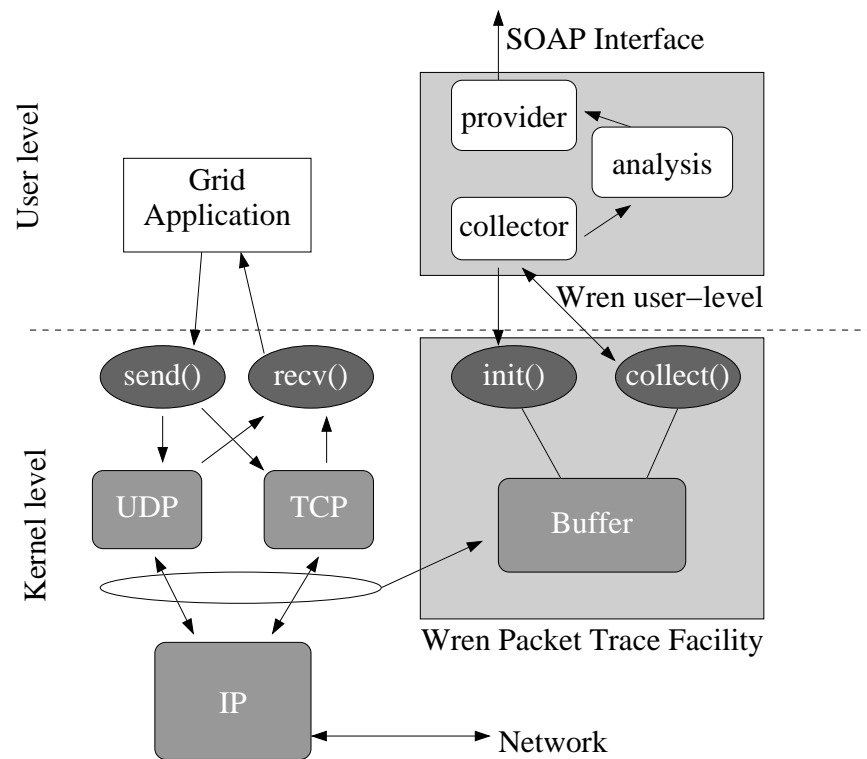 SOAP Interface
provider
analysis
collector
Wren user–level
User level
Grid
Application
send()
recv()
init()
collect()
UDP
TCP
Buffer
Kernel level
Wren Packet Trace Facility
IP
Network